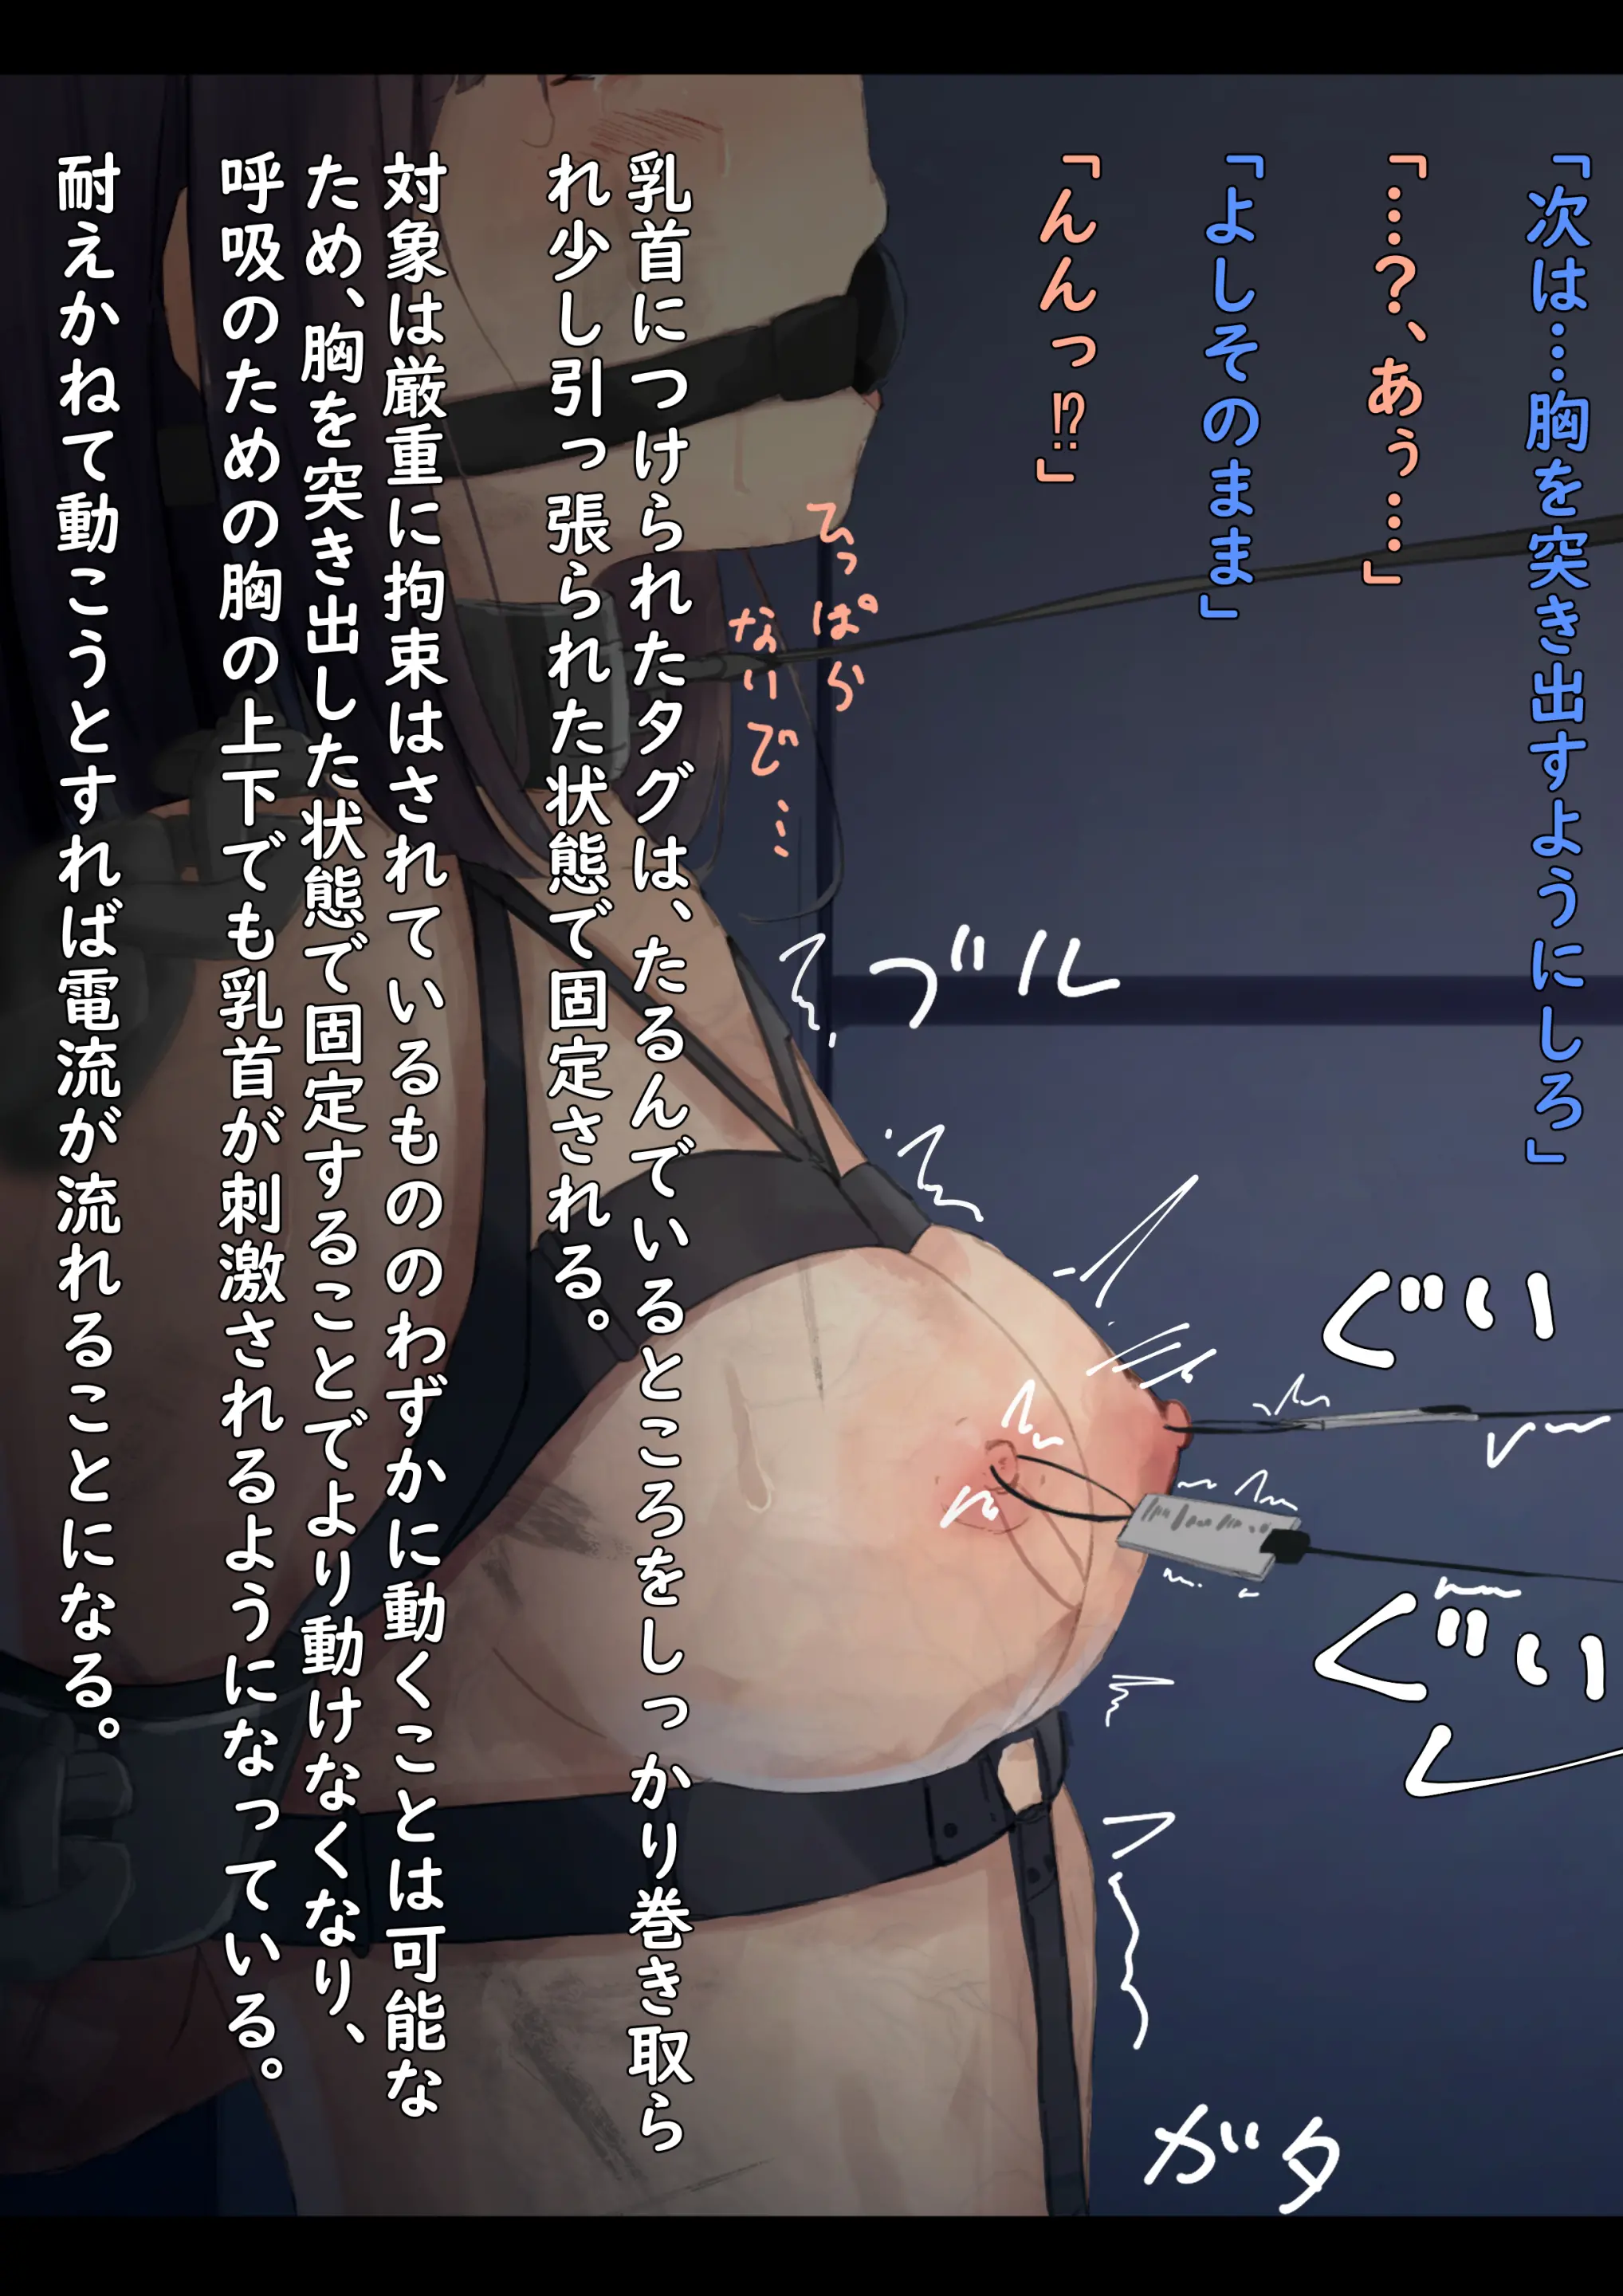 「次は…胸を突き出すようにしろ」
「…？、あぅ……」
「よしそのまま」
「んんっ⁉」
ひっぱら
ないで…
ブル
ぐい
ぐいッ
ガタ
乳首につけられたタグは、たるんでいるところをしっかり巻き取ら
れ少し引っ張られた状態で固定される。
対象は厳重に拘束はされているもののわずかに動くことは可能な
ため、胸を突き出した状態で固定することでより動けなくなり、
呼吸のための胸の上下でも乳首が刺激されるようになっている。
耐えかねて動こうとすれば電流が流れることになる。